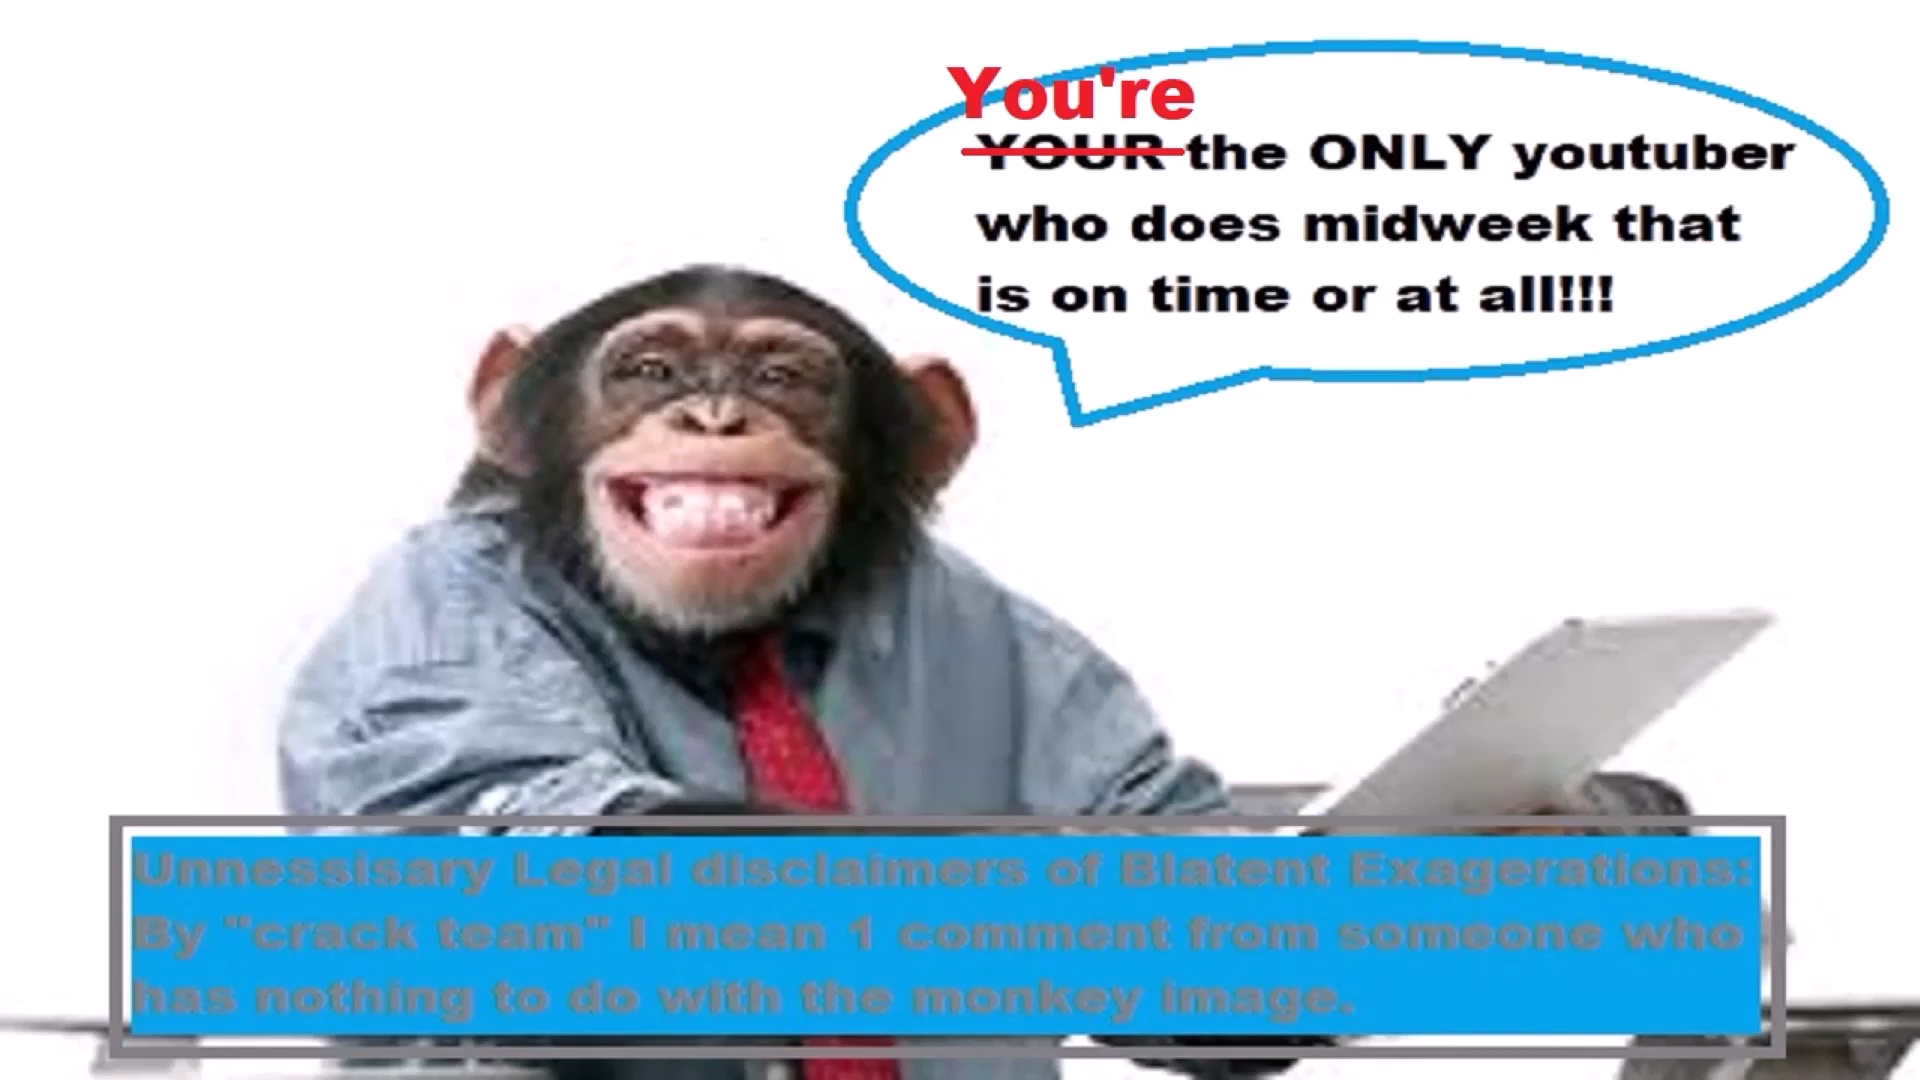 You're
YOUR the ONLY youtuber
who does midweek that
is on time or at all!!!
Unnessisary Legal disclaimers of Blatent Exagerations:
By "crack team" I mean 1 comment from someone who
has nothing to do with the monkey image.